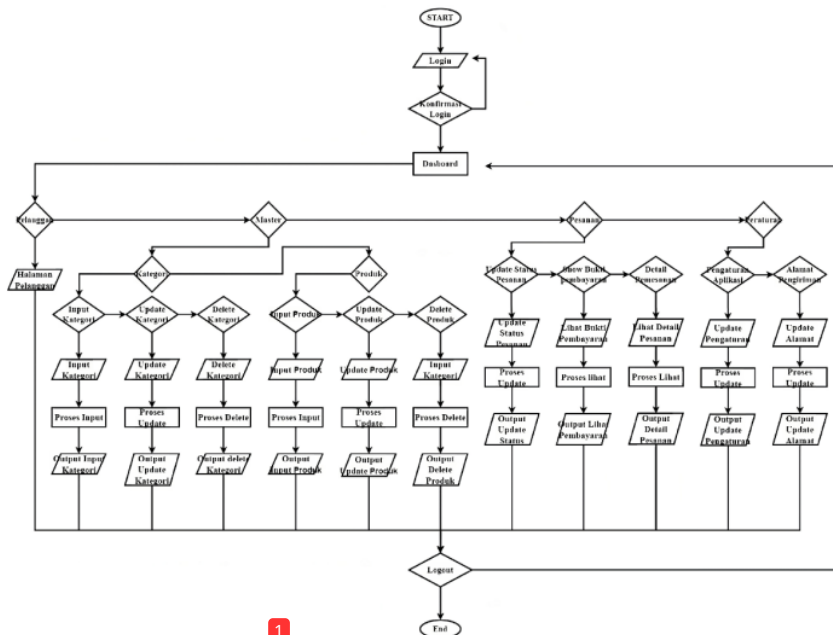 START
Login
Konfirmasi
Login
Dasboard
Pelanggan
Master
Pesanan
Peraturan
Halaman
Pelanggan
Kategori
Produk
Update Status
Pesanan
Show Bukti
Pembayaran
Detail
Pemesanan
Pengaturan
Aplikasi
Alamat
Pengiriman
Input
Kategori
Update
Kategori
Delete
Kategori
Input Produk
Update
Produk
Delete
Produk
Update
Status
Pesanan
Lihat Bukti
Pembayaran
Lihat Detail
Pesanan
Update
Pengaturan
Update
Alamat
Input
Kategori
Update
Kategori
Delete
Kategori
Input Produk
Update Produk
Input
Kategori
Proses
Update
Proses lihat
Proses Lihat
Proses
Update
Proses
Update
Proses Input
Proses
Update
Proses Delete
Proses Input
Proses
Update
Proses Delete
Output
Update
Status
Output Lihat
Pembayaran
Output
Detail
Pesanan
Output
Update
Pengaturan
Output
Update
Alamat
Output Input
Kategori
Output
Update
Kategori
Output delete
Kategori
Output
Input Produk
Output
Update Produk
Output
Delete
Produk
Logout
End
1